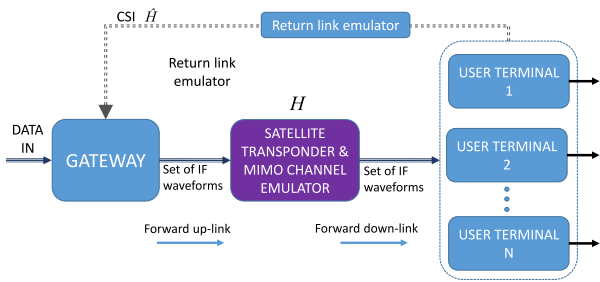 CSI Ĥ
Return link emulator
Return link
emulator
H
DATA
IN
GATEWAY
Set of IF
waveforms
SATELLITE
TRANSPONDER &
MIMO CHANNEL
EMULATOR
Set of IF
waveforms
USER TERMINAL
1
USER TERMINAL
2
USER TERMINAL
N
Forward up-link
Forward down-link